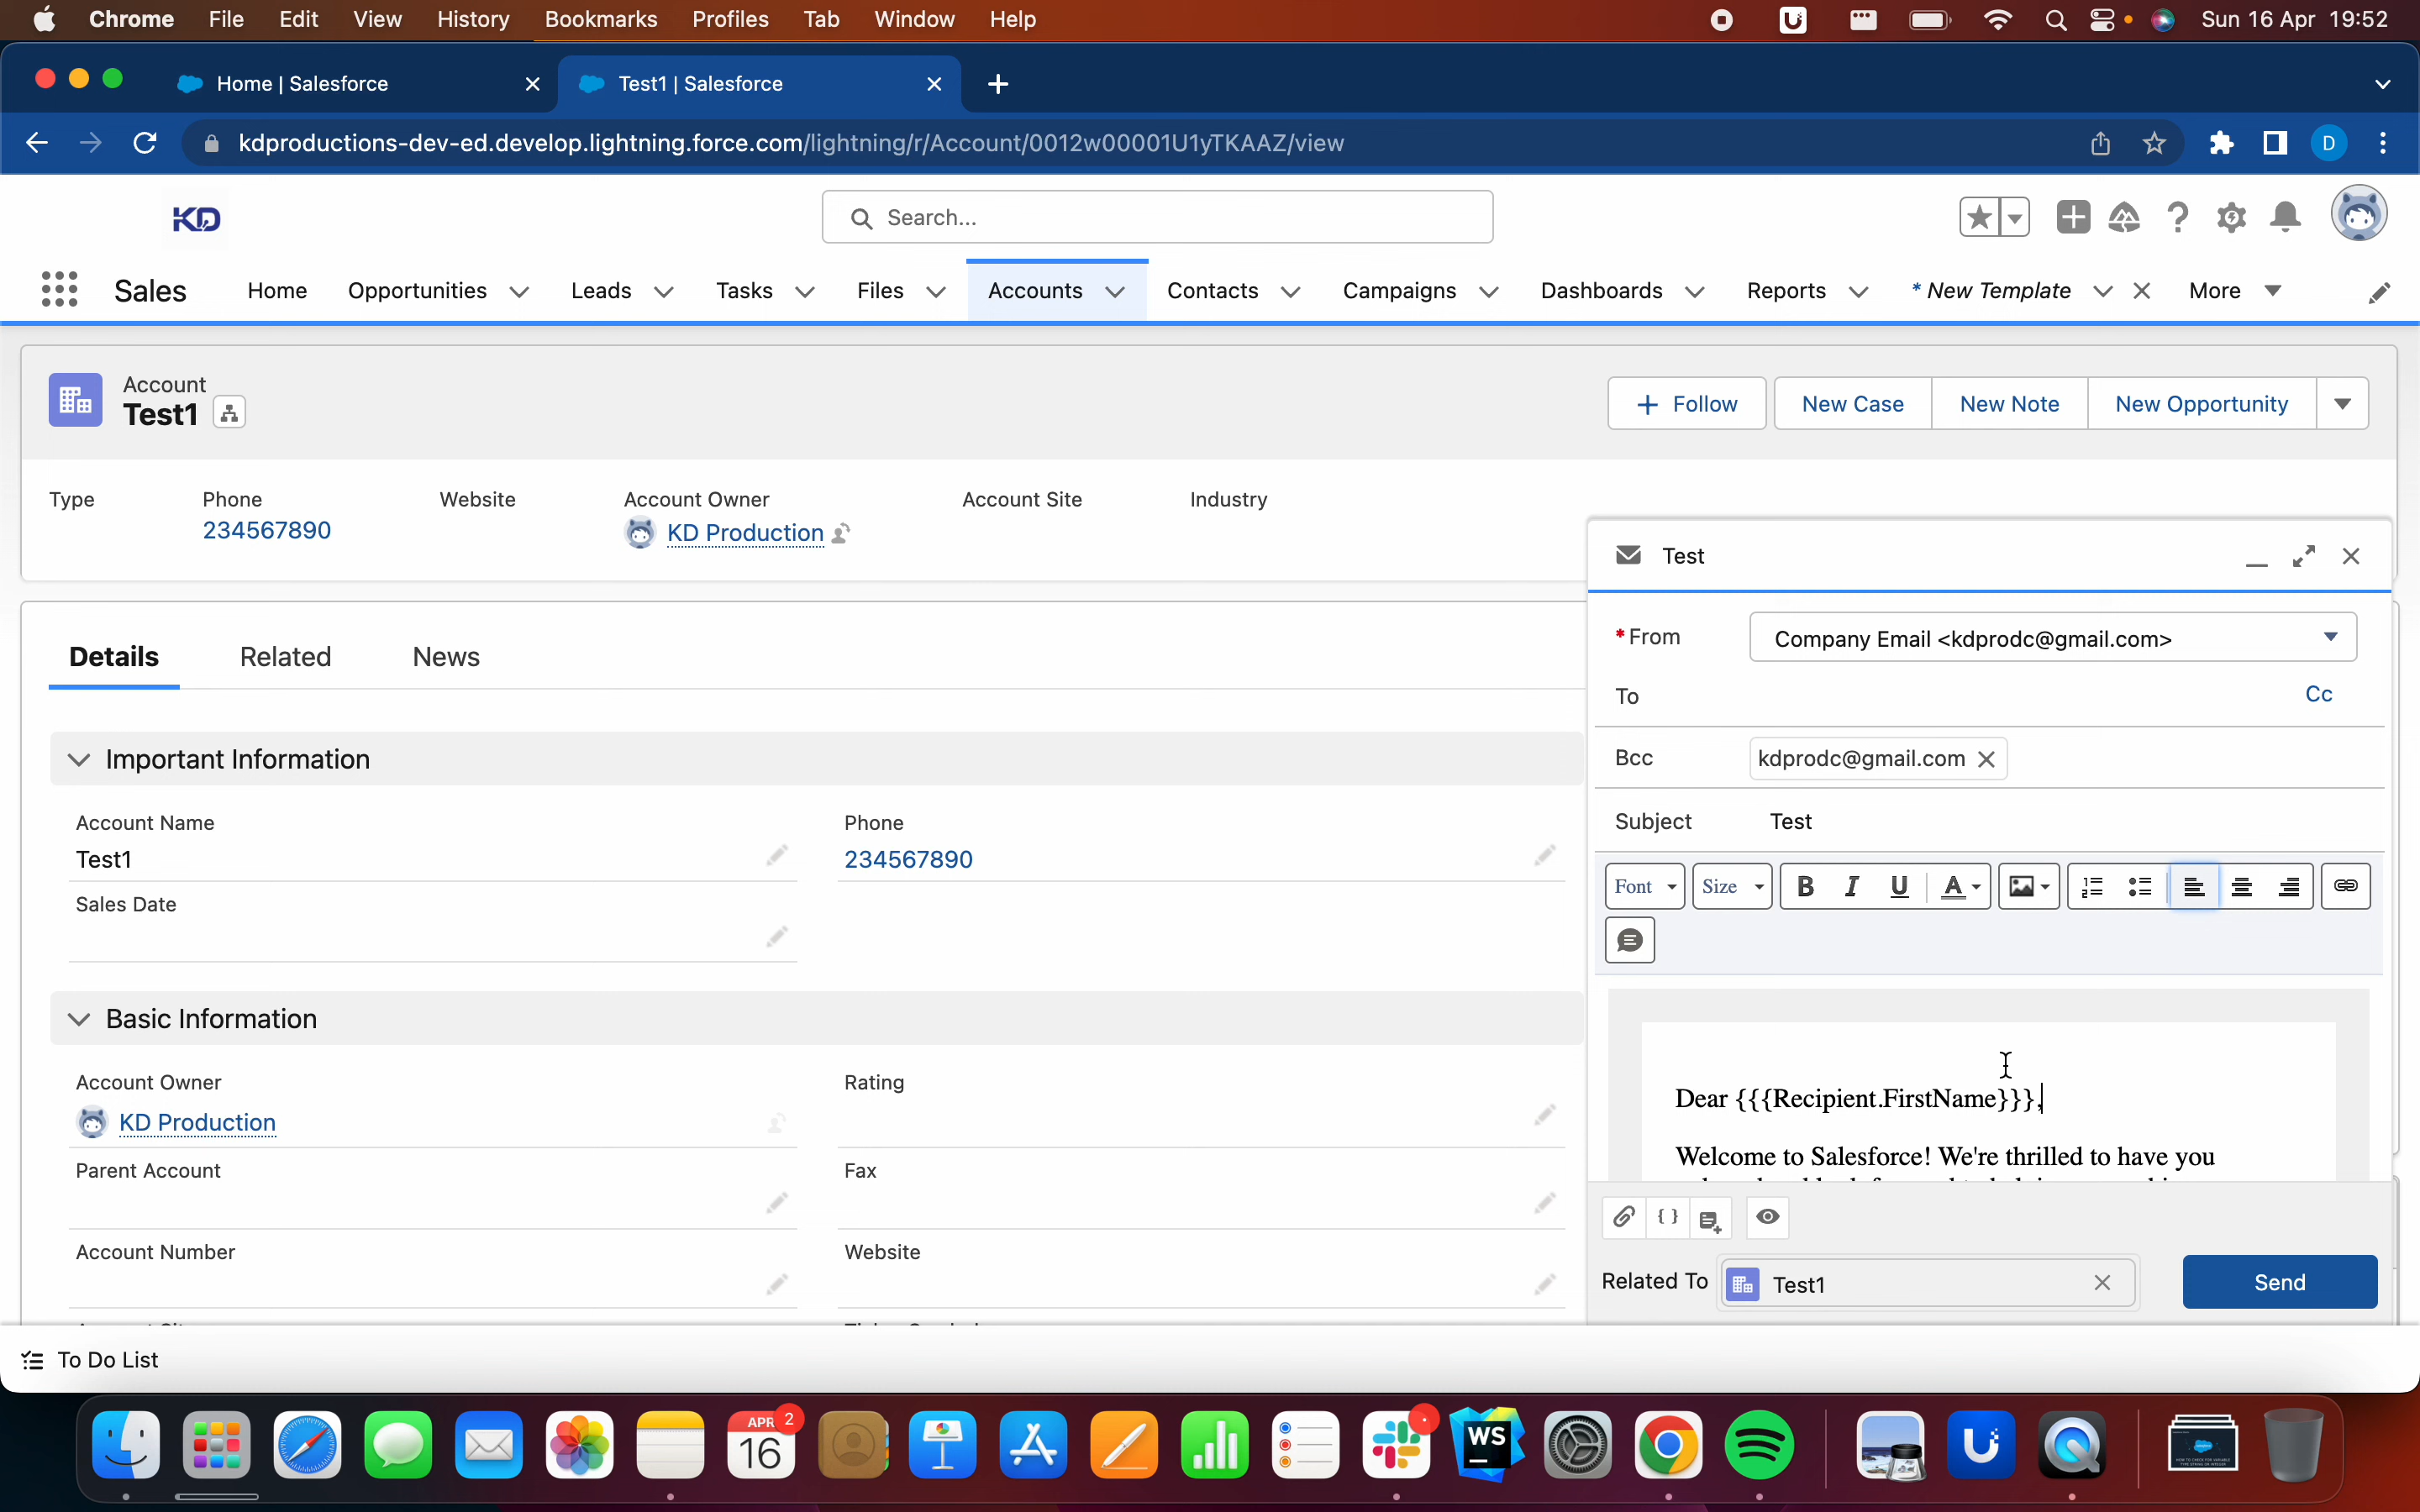 Chrome File Edit View History Bookmarks Profiles Tab Window Help Sun 16 Apr 19:52
Home | Salesforce Test1 | Salesforce
kdproductions-dev-ed.develop.lightning.force.com/lightning/r/Account/0012w00001U1yTKAAZ/view D
KD Search...
Sales Home Opportunities Leads Tasks Files Accounts Contacts Campaigns Dashboards Reports * New Template More
Account
Test1
Follow New Case New Note New Opportunity
Type Phone Website Account Owner Account Site Industry
234567890 KD Production
Details Related News
Important Information
Account Name Phone
Test1 234567890
Sales Date
Basic Information
Account Owner Rating
KD Production
Parent Account Fax
Account Number Website
Test
*From Company Email <kdprodc@gmail.com>
To Cc
Bcc kdprodc@gmail.com
Subject Test
Font Size B I U A
Dear {{{Recipient.FirstName}}},
Welcome to Salesforce! We're thrilled to have you
{ }
Related To Test1 Send
To Do List
APR 2
16
WS